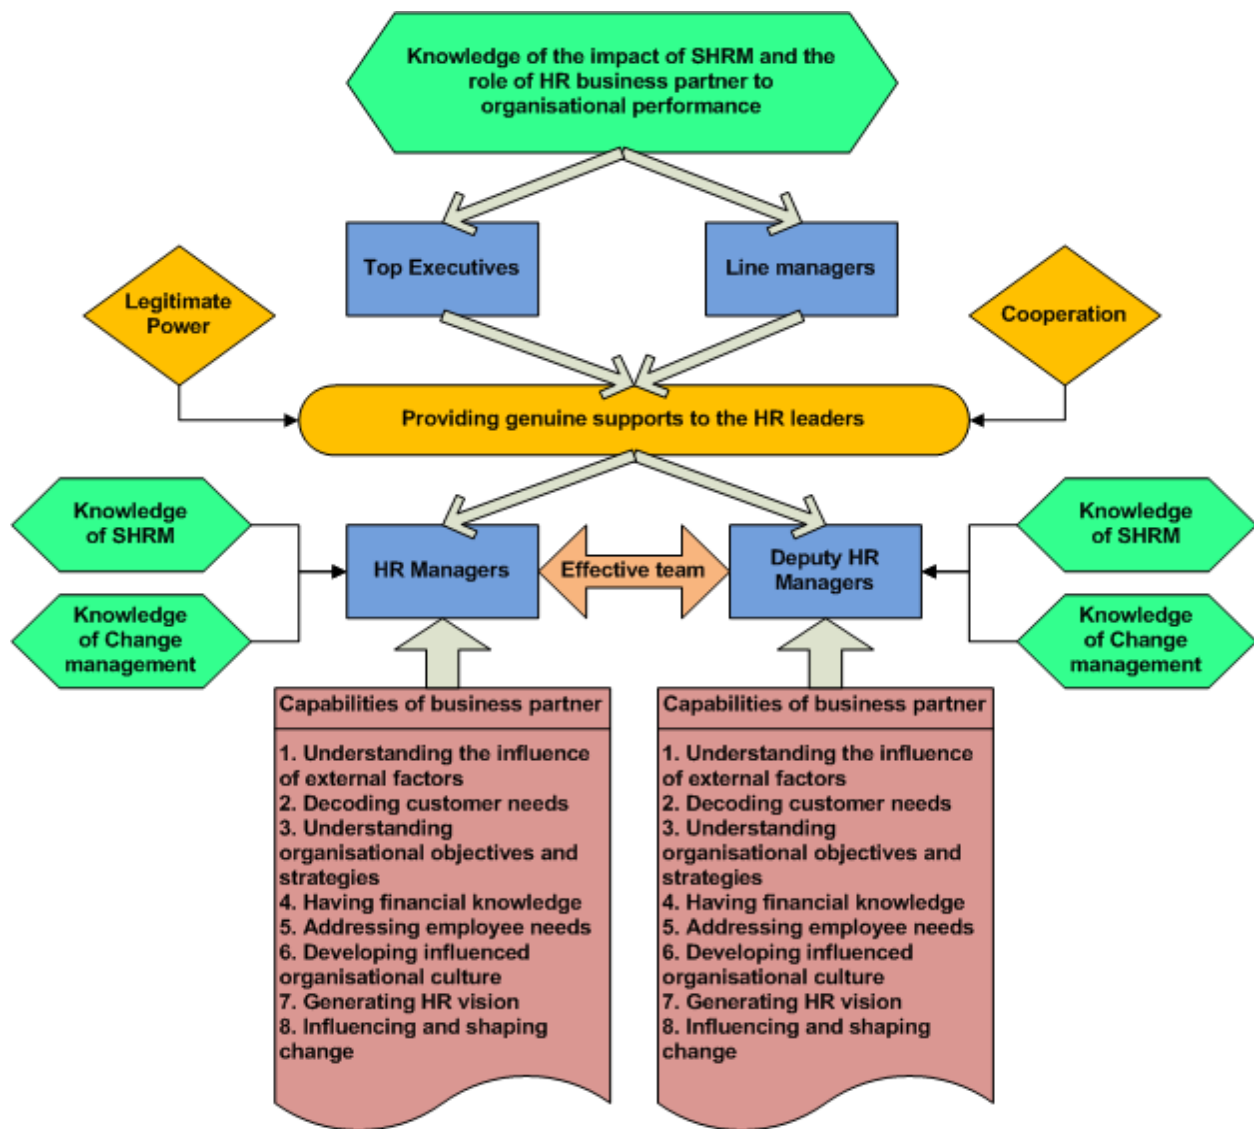 Knowledge of the impact of SHRM and the
role of HR business partner to
organisational performance
Top Executives
Line managers
Legitimate
Power
Cooperation
Providing genuine supports to the HR leaders
Knowledge
of SHRM
Knowledge
of Change
management
HR Managers
Effective team
Deputy HR
Managers
Knowledge
of SHRM
Knowledge
of Change
management
Capabilities of business partner
1. Understanding the influence
of external factors
2. Decoding customer needs
3. Understanding
organisational objectives and
strategies
4. Having financial knowledge
5. Addressing employee needs
6. Developing influenced
organisational culture
7. Generating HR vision
8. Influencing and shaping
change
Capabilities of business partner
1. Understanding the influence
of external factors
2. Decoding customer needs
3. Understanding
organisational objectives and
strategies
4. Having financial knowledge
5. Addressing employee needs
6. Developing influenced
organisational culture
7. Generating HR vision
8. Influencing and shaping
change